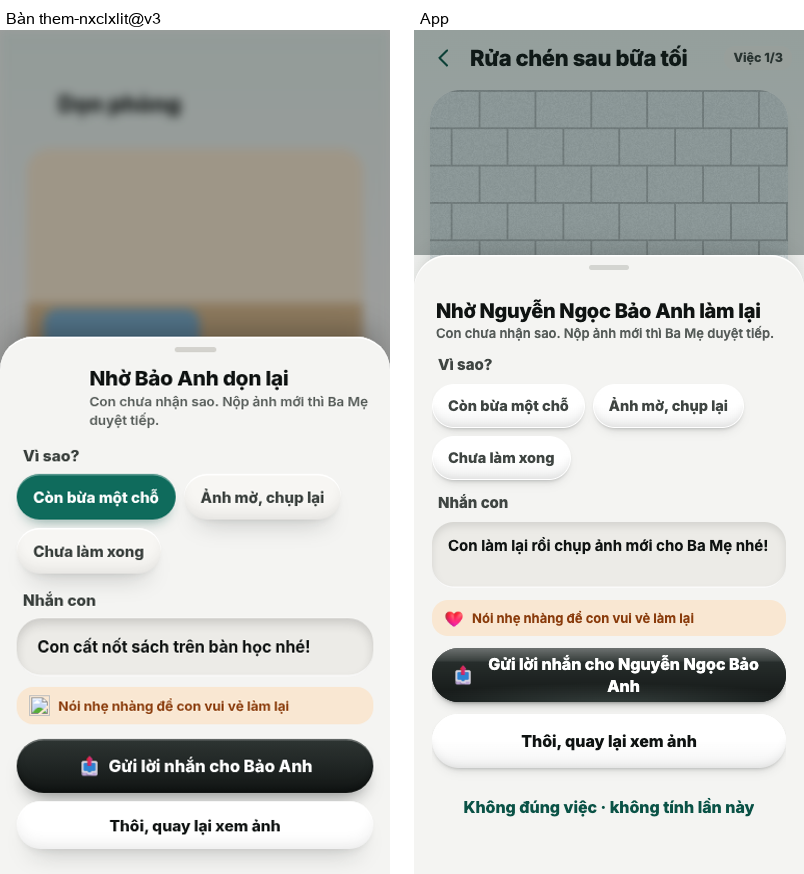 Bản them-nxclxlit@v3
Dọn phòng
Nhờ Bảo Anh dọn lại
Con chưa nhận sao. Nộp ảnh mới thì Ba Mẹ
duyệt tiếp.
Vì sao?
Còn bừa một chỗ
Ảnh mờ, chụp lại
Chưa làm xong
Nhắn con
Con cất nốt sách trên bàn học nhé!
Nói nhẹ nhàng để con vui vẻ làm lại
Gửi lời nhắn cho Bảo Anh
Thôi, quay lại xem ảnh
App
Rửa chén sau bữa tối
Việc 1/3
Nhờ Nguyễn Ngọc Bảo Anh làm lại
Con chưa nhận sao. Nộp ảnh mới thì Ba Mẹ duyệt tiếp.
Vì sao?
Còn bừa một chỗ
Ảnh mờ, chụp lại
Chưa làm xong
Nhắn con
Con làm lại rồi chụp ảnh mới cho Ba Mẹ nhé!
Nói nhẹ nhàng để con vui vẻ làm lại
Gửi lời nhắn cho Nguyễn Ngọc Bảo
Anh
Thôi, quay lại xem ảnh
Không đúng việc · không tính lần này